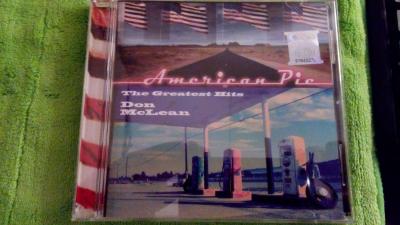 American Pie
The Greatest Hits
Don
McLean